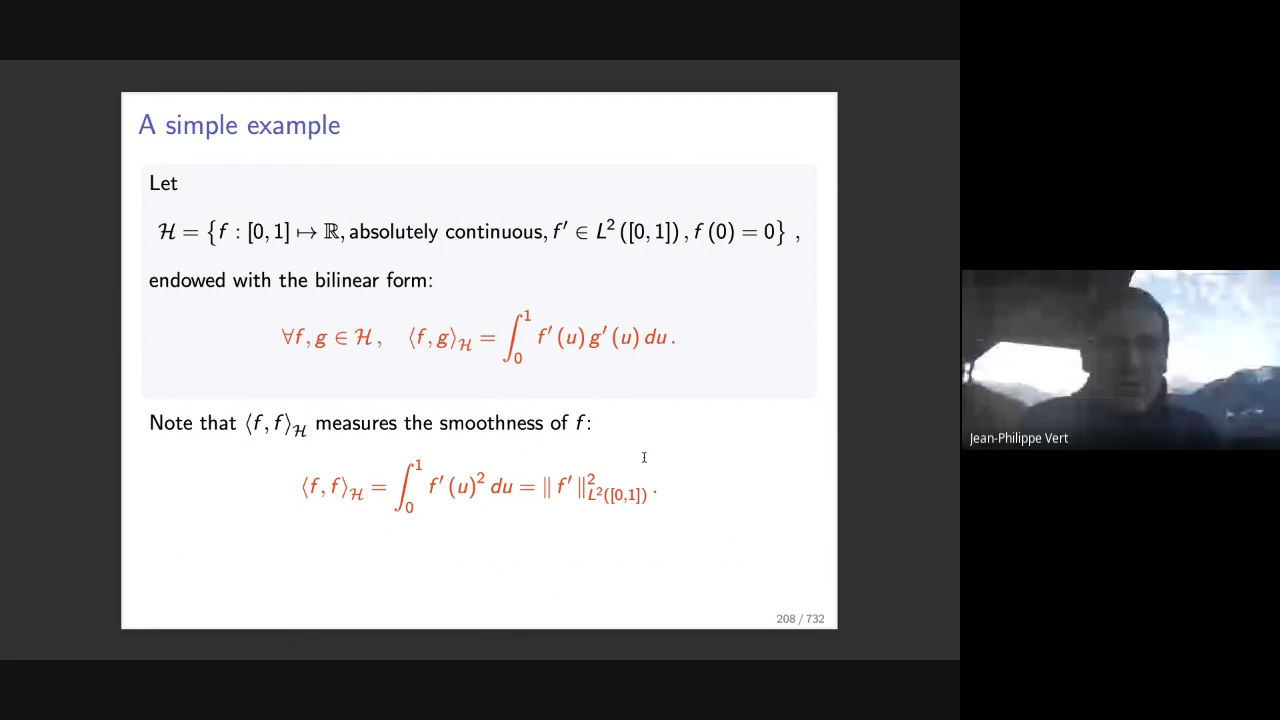 A simple example
Let
ℋ = {f : [0, 1] ↦ ℝ, absolutely continuous, f′ ∈ L² ([0, 1]) , f (0) = 0} ,
endowed with the bilinear form:
∀f, g ∈ ℋ , ⟨f, g⟩_ℋ = ∫₀¹ f′ (u) g′ (u) du .
Note that ⟨f, f⟩_ℋ measures the smoothness of f:
⟨f, f⟩_ℋ = ∫₀¹ f′ (u)² du = ‖ f′ ‖²_{L²([0,1])} .
208 / 732
Jean-Philippe Vert